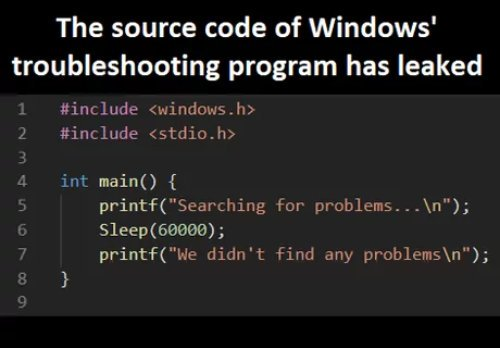 The source code of Windows'
troubleshooting program has leaked
1 #include <windows.h>
2 #include <stdio.h>
3
4 int main() {
5     printf("Searching for problems...\n");
6     Sleep(60000);
7     printf("We didn't find any problems\n");
8 }
9